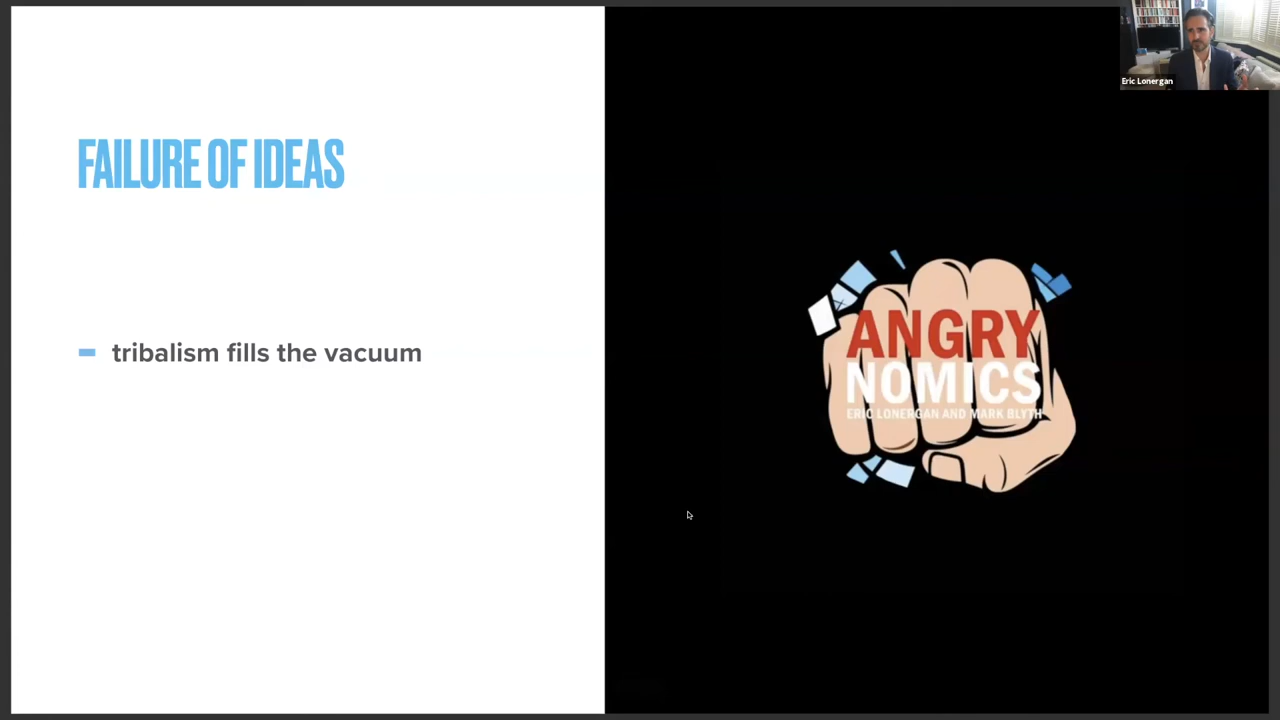 Eric Lonergan
FAILURE OF IDEAS
tribalism fills the vacuum
ANGRY
NOMICS
ERIC LONERGAN AND MARK BLYTH